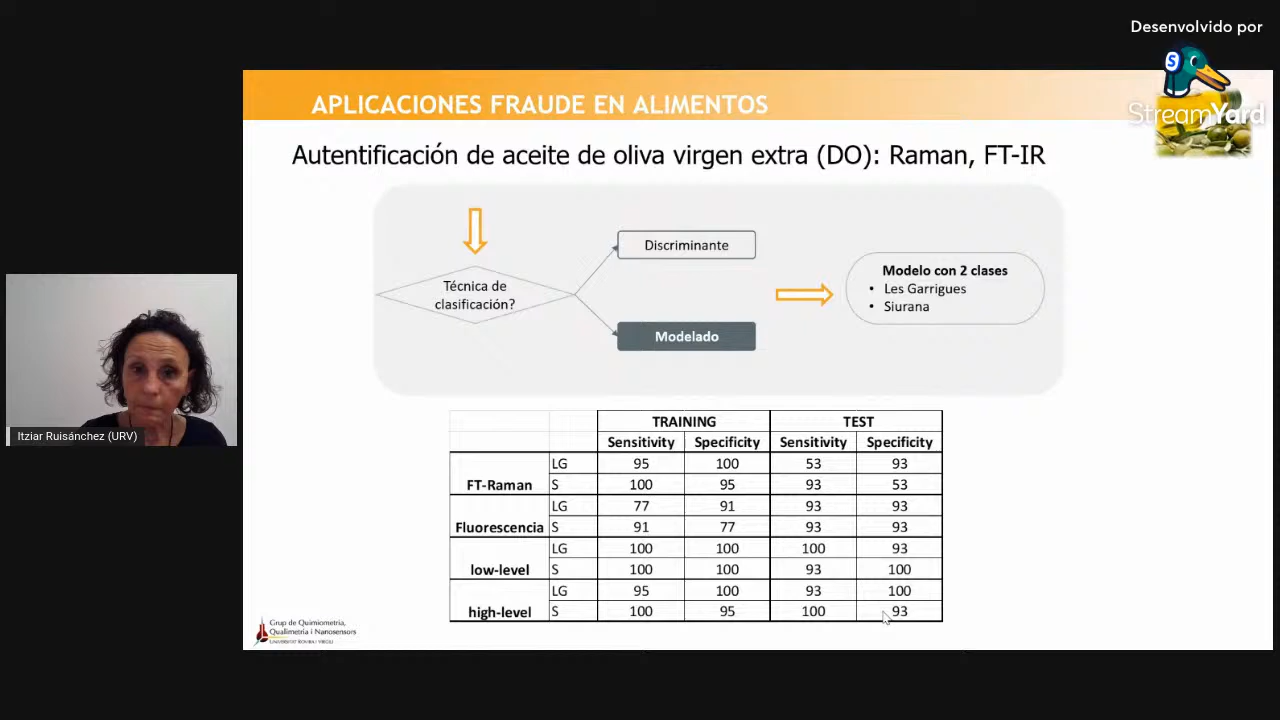 Desenvolvido por
StreamYard
APLICACIONES FRAUDE EN ALIMENTOS
Autentificación de aceite de oliva virgen extra (DO): Raman, FT-IR
Técnica de
clasificación?
Discriminante
Modelado
Modelo con 2 clases
• Les Garrigues
• Siurana
TRAINING TEST
Sensitivity Specificity Sensitivity Specificity
LG 95 100 53 93
FT-Raman S 100 95 93 53
LG 77 91 93 93
Fluorescencia S 91 77 93 93
LG 100 100 100 93
low-level S 100 100 93 100
LG 95 100 93 100
high-level S 100 95 100 93
Itziar Ruisánchez (URV)
Grup de Quimiometria,
Qualimetria i Nanosensors
UNIVERSITAT ROVIRA I VIRGILI